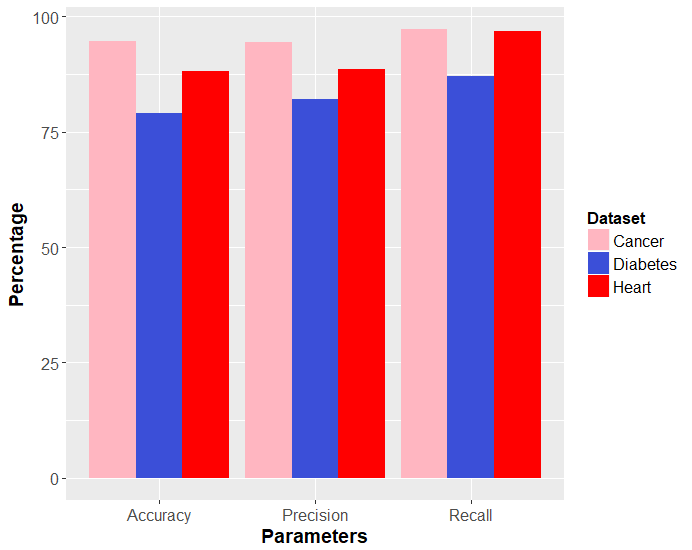 Percentage
100
75
50
25
0
Accuracy Precision Recall
Parameters
Dataset
Cancer
Diabetes
Heart